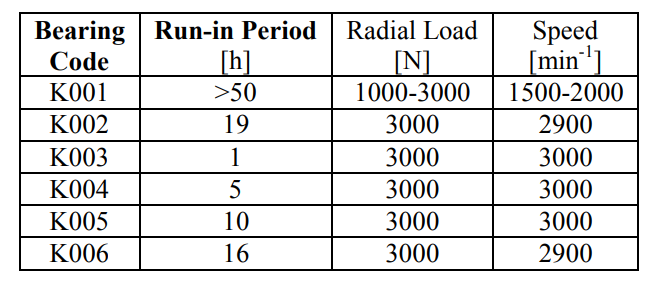 Bearing Code Run-in Period [h] Radial Load [N] Speed [min⁻¹]
K001 >50 1000-3000 1500-2000
K002 19 3000 2900
K003 1 3000 3000
K004 5 3000 3000
K005 10 3000 3000
K006 16 3000 2900